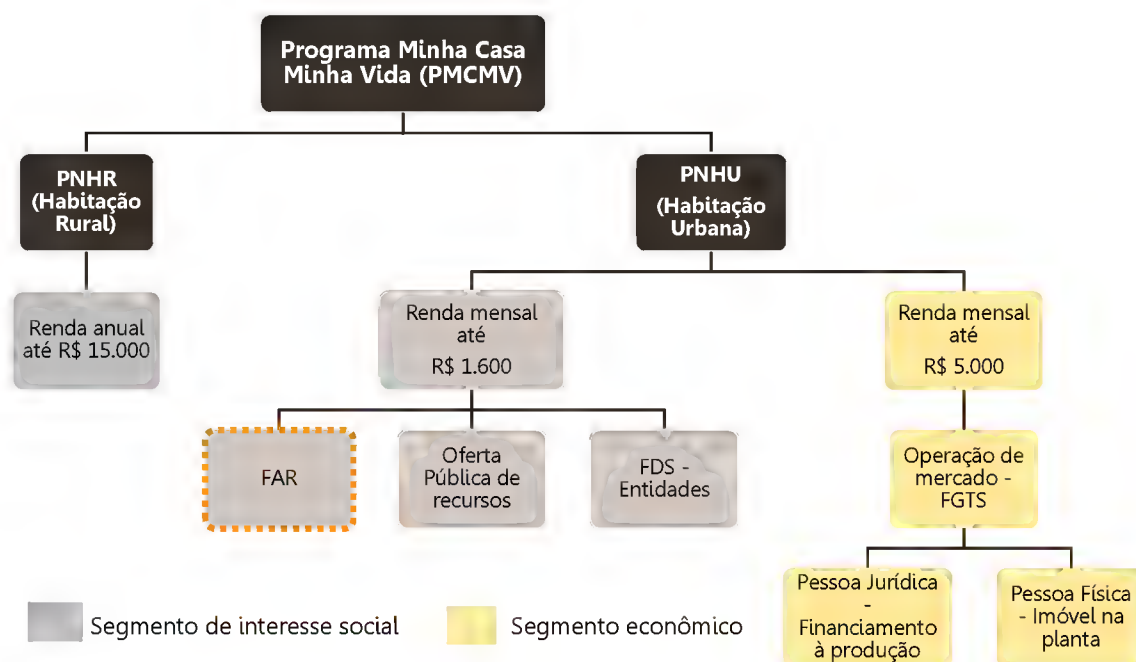 Programa Minha Casa
Minha Vida (PMCMV)
PNHR
(Habitação
Rural)
PNHU
(Habitação
Urbana)
Renda anual
até R$ 15.000
Renda mensal
até
R$ 1.600
Renda mensal
até
R$ 5.000
FAR
Oferta
Pública de
recursos
FDS -
Entidades
Operação de
mercado -
FGTS
Pessoa Jurídica
-
Financiamento
à produção
Pessoa Física
- Imóvel na
planta
Segmento de interesse social
Segmento econômico